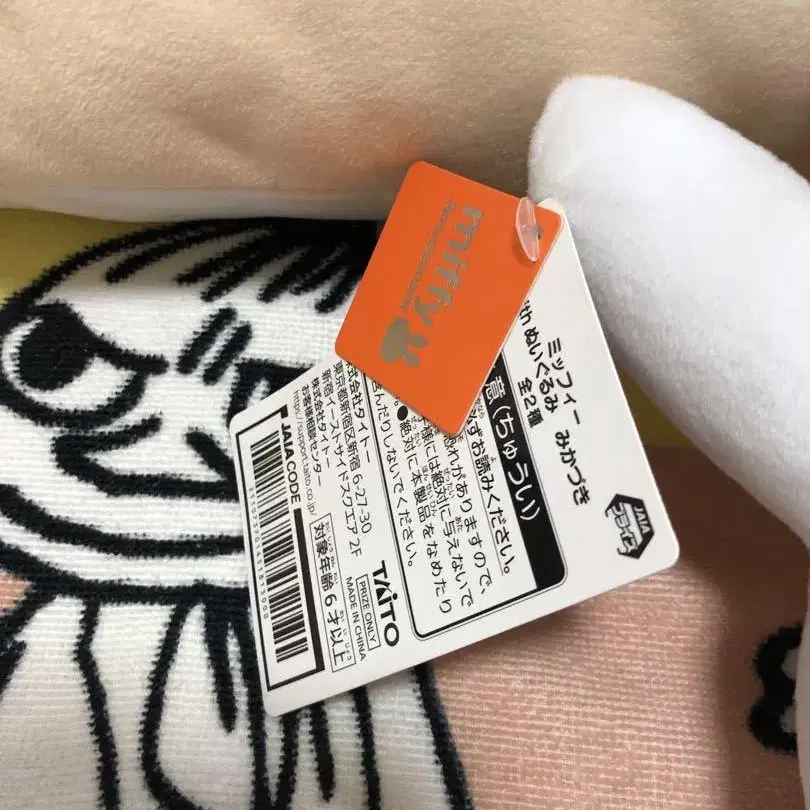 miffy
ミッフィー みかづき
with ぬいぐるみ
全2種
JAIA
プライズ
意(ちゅうい)
必ずお読みください。
がありますので、
には絶対に与えないで
●絶対に本製品をなめたり
んだりしないでください。
TAITO
PRIZE ONLY
MADE IN CHINA
株式会社タイトー
東京都新宿区新宿 6-27-30
新宿イーストサイドスクエア 2F
株式会社タイトー
お客様相談センター
https://support.taito.co.jp/
対象年齢 6 才以上
JAIA CODE